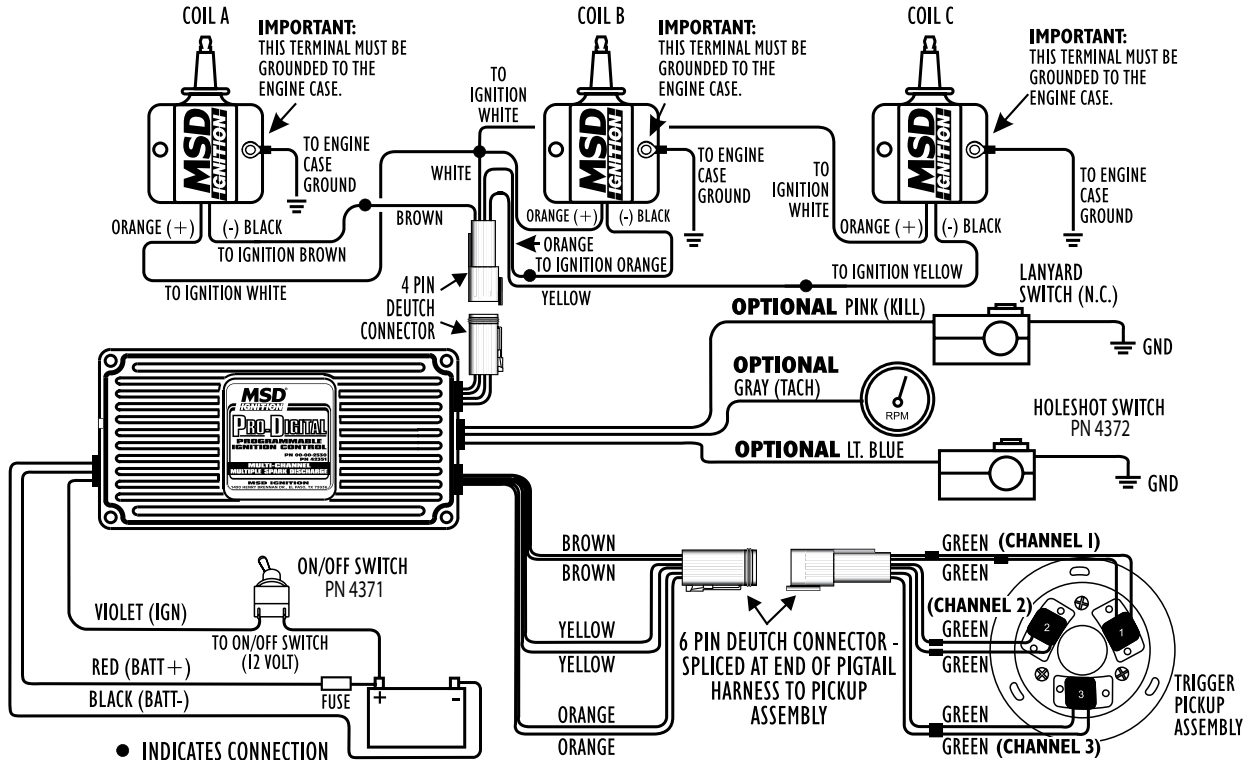 COIL A
IMPORTANT:
THIS TERMINAL MUST BE
GROUNDED TO THE
ENGINE CASE.
MSD
IGNITION
TO ENGINE
CASE
GROUND
ORANGE (+)
(-) BLACK
TO IGNITION BROWN
TO IGNITION WHITE
COIL B
IMPORTANT:
THIS TERMINAL MUST BE
GROUNDED TO THE
ENGINE CASE.
TO
IGNITION
WHITE
MSD
IGNITION
TO ENGINE
CASE
GROUND
WHITE
BROWN
ORANGE (+)
(-) BLACK
ORANGE
TO IGNITION ORANGE
YELLOW
4 PIN
DEUTCH
CONNECTOR
COIL C
IMPORTANT:
THIS TERMINAL MUST BE
GROUNDED TO THE
ENGINE CASE.
MSD
IGNITION
TO
IGNITION
WHITE
TO ENGINE
CASE
GROUND
ORANGE (+)
(-) BLACK
TO IGNITION YELLOW
OPTIONAL PINK (KILL)
LANYARD
SWITCH (N.C.)
GND
OPTIONAL
GRAY (TACH)
RPM
OPTIONAL LT. BLUE
HOLESHOT SWITCH
PN 4372
GND
MSD®
IGNITION
PRO-DIGITAL
PROGRAMMABLE
IGNITION CONTROL
MULTI-CHANNEL
MULTIPLE SPARK DISCHARGE
MSD IGNITION
ON/OFF SWITCH
PN 4371
VIOLET (IGN)
TO ON/OFF SWITCH
(12 VOLT)
RED (BATT+)
FUSE
+
-
BLACK (BATT-)
● INDICATES CONNECTION
BROWN
BROWN
YELLOW
YELLOW
ORANGE
ORANGE
6 PIN DEUTCH CONNECTOR -
SPLICED AT END OF PIGTAIL
HARNESS TO PICKUP
ASSEMBLY
GREEN (CHANNEL 1)
GREEN
(CHANNEL 2)
GREEN
GREEN
GREEN
GREEN (CHANNEL 3)
1
2
3
TRIGGER
PICKUP
ASSEMBLY